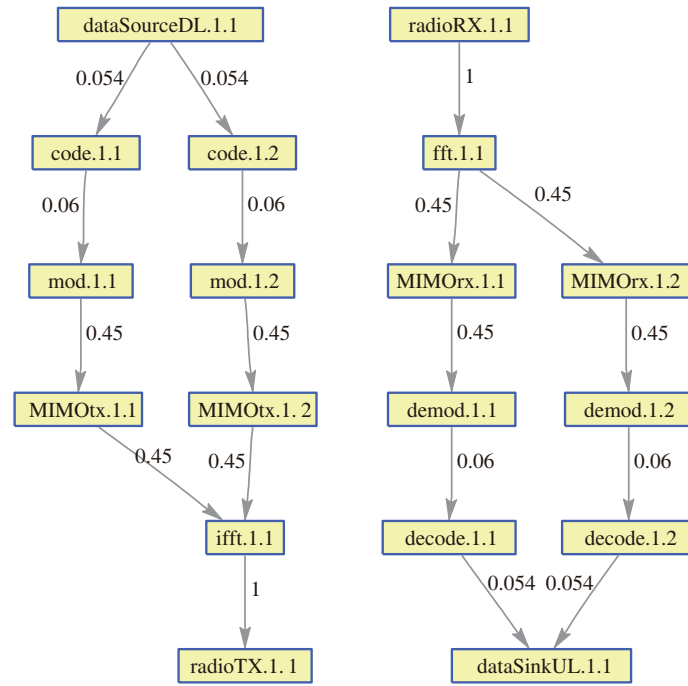 dataSourceDL.1.1
radioRX.1.1
0.054
0.054
1
code.1.1
code.1.2
fft.1.1
0.06
0.06
0.45
0.45
mod.1.1
mod.1.2
MIMOrx.1.1
MIMOrx.1.2
0.45
0.45
0.45
0.45
MIMOtx.1.1
MIMOtx.1. 2
demod.1.1
demod.1.2
0.45
0.45
0.06
0.06
ifft.1.1
decode.1.1
decode.1.2
1
0.054
0.054
radioTX.1. 1
dataSinkUL.1.1